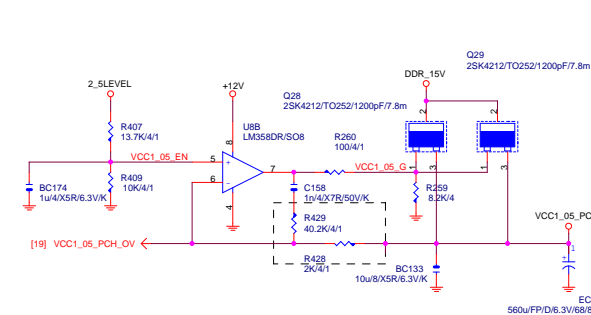 Q29
2SK4212/TO252/1200pF/7.8m
DDR_15V
2_5LEVEL
+12V
Q28
2SK4212/TO252/1200pF/7.8m
2
2
R407
13.7K/4/1
U8B
LM358DR/SO8
8
R260
100/4/1
VCC1_05_EN
5
+
7
VCC1_05_G
1
3
1
3
6
-
BC174
1u/4/X5R/6.3V/K
R409
10K/4/1
4
C158
1n/4/X7R/50V/K
R259
8.2K/4
R429
40.2K/4/1
VCC1_05_PC
[19] VCC1_05_PCH_OV
R428
2K/4/1
BC133
10u/8/X5R/6.3V/K
1
+
EC
560u/FP/D/6.3V/68/8